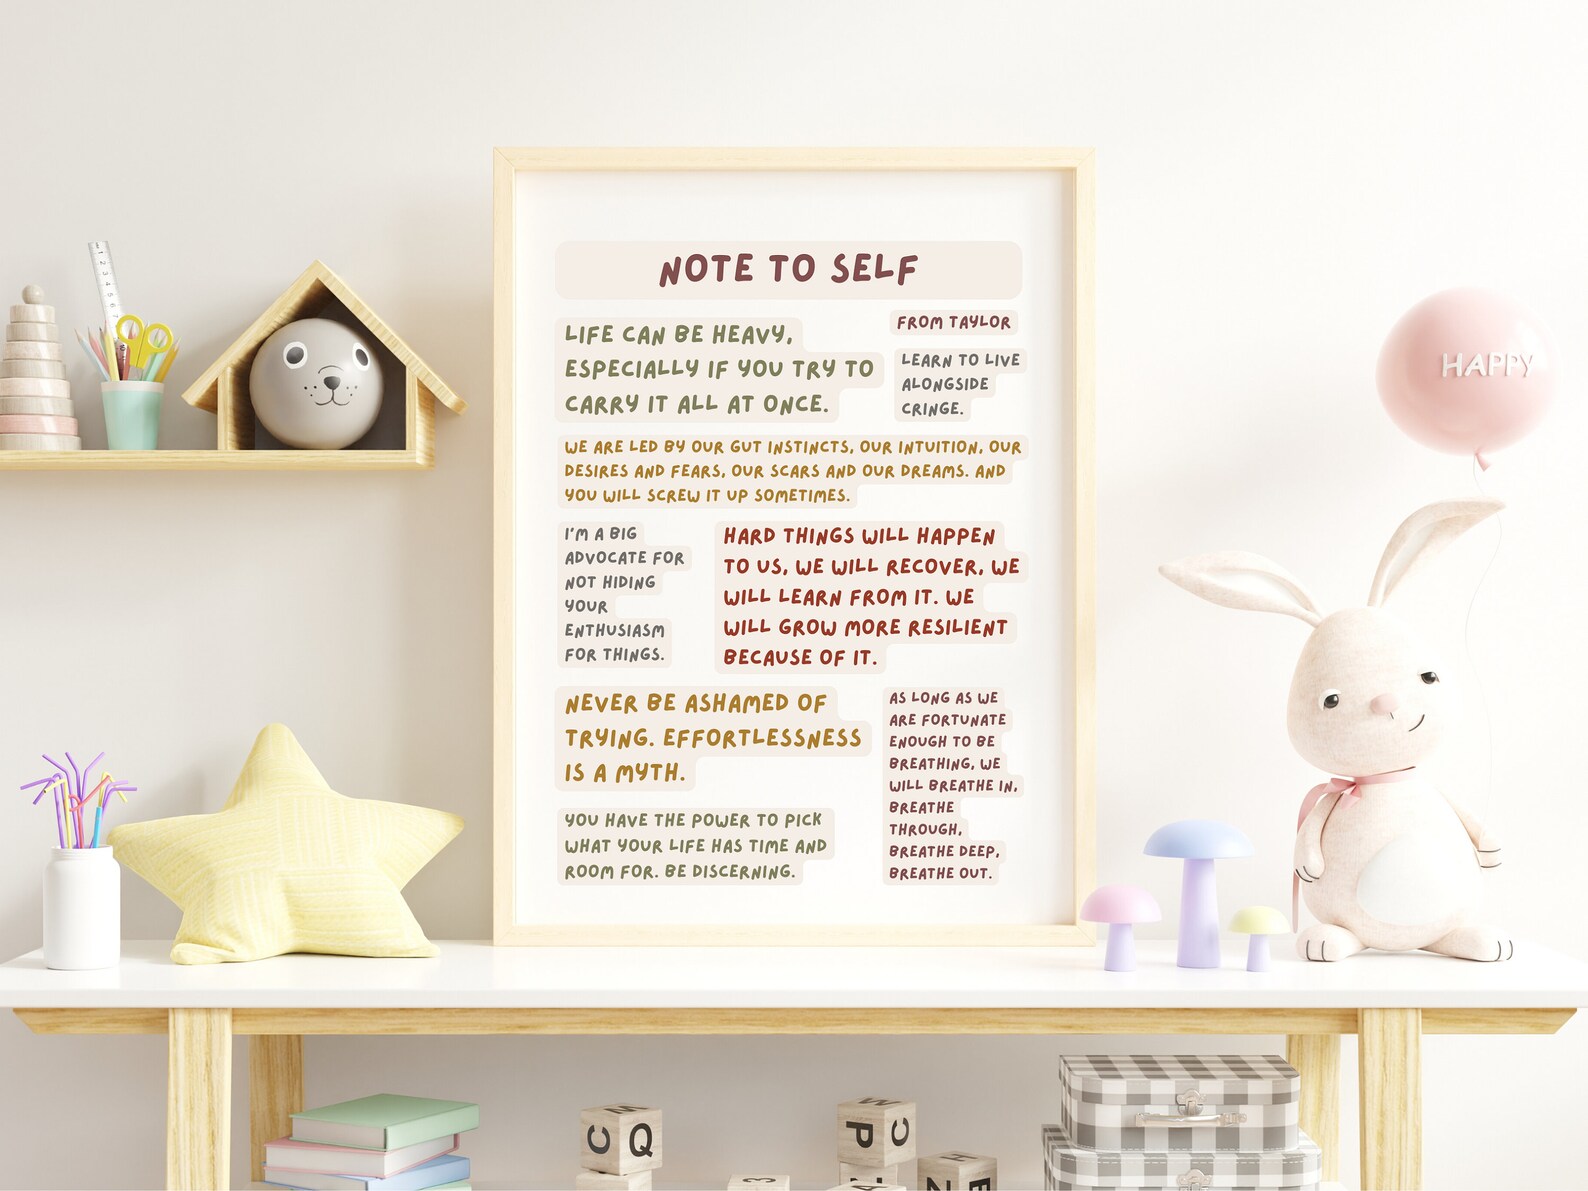 NOTE TO SELF
FROM TAYLOR
LIFE CAN BE HEAVY,
ESPECIALLY IF YOU TRY TO
CARRY IT ALL AT ONCE.
LEARN TO LIVE
ALONGSIDE
CRINGE.
WE ARE LED BY OUR GUT INSTINCTS, OUR INTUITION, OUR
DESIRES AND FEARS, OUR SCARS AND OUR DREAMS. AND
YOU WILL SCREW IT UP SOMETIMES.
I'M A BIG
ADVOCATE FOR
NOT HIDING
YOUR
ENTHUSIASM
FOR THINGS.
HARD THINGS WILL HAPPEN
TO US, WE WILL RECOVER, WE
WILL LEARN FROM IT. WE
WILL GROW MORE RESILIENT
BECAUSE OF IT.
NEVER BE ASHAMED OF
TRYING. EFFORTLESSNESS
IS A MYTH.
YOU HAVE THE POWER TO PICK
WHAT YOUR LIFE HAS TIME AND
ROOM FOR. BE DISCERNING.
AS LONG AS WE
ARE FORTUNATE
ENOUGH TO BE
BREATHING, WE
WILL BREATHE IN,
BREATHE
THROUGH,
BREATHE DEEP,
BREATHE OUT.
HAPPY
C Q
P C